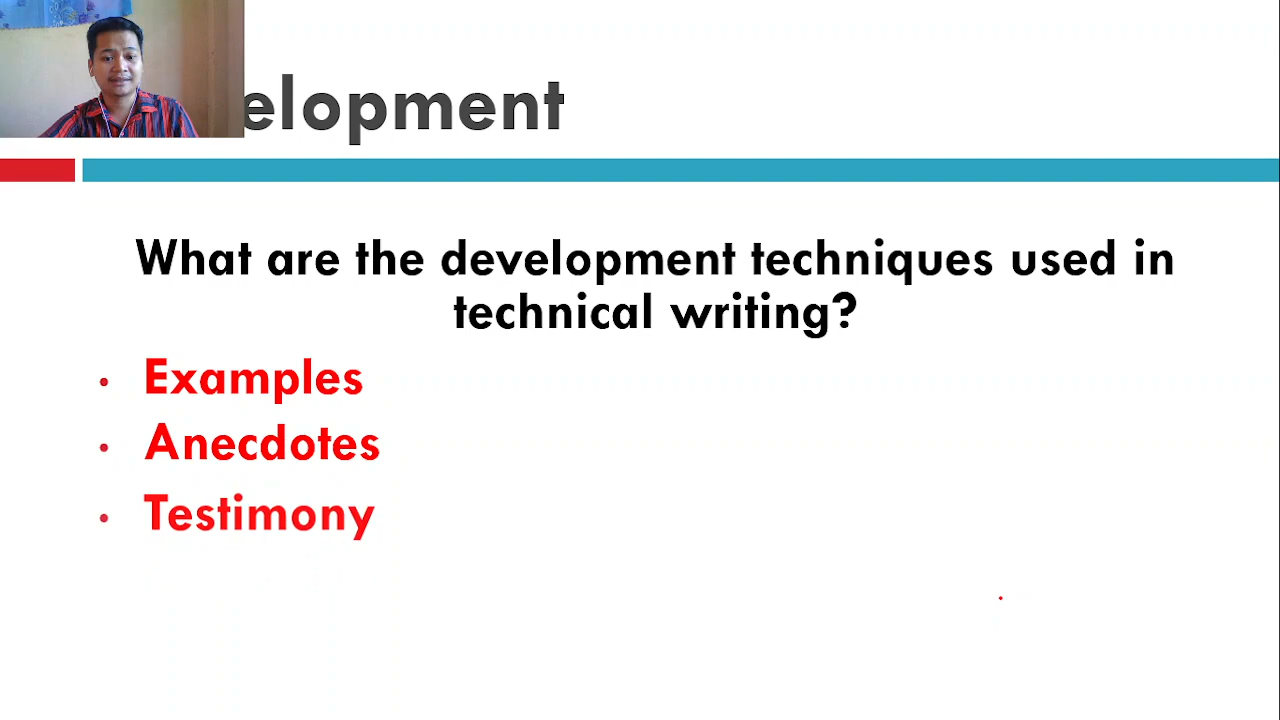 elopment
What are the development techniques used in
technical writing?
• Examples
• Anecdotes
• Testimony